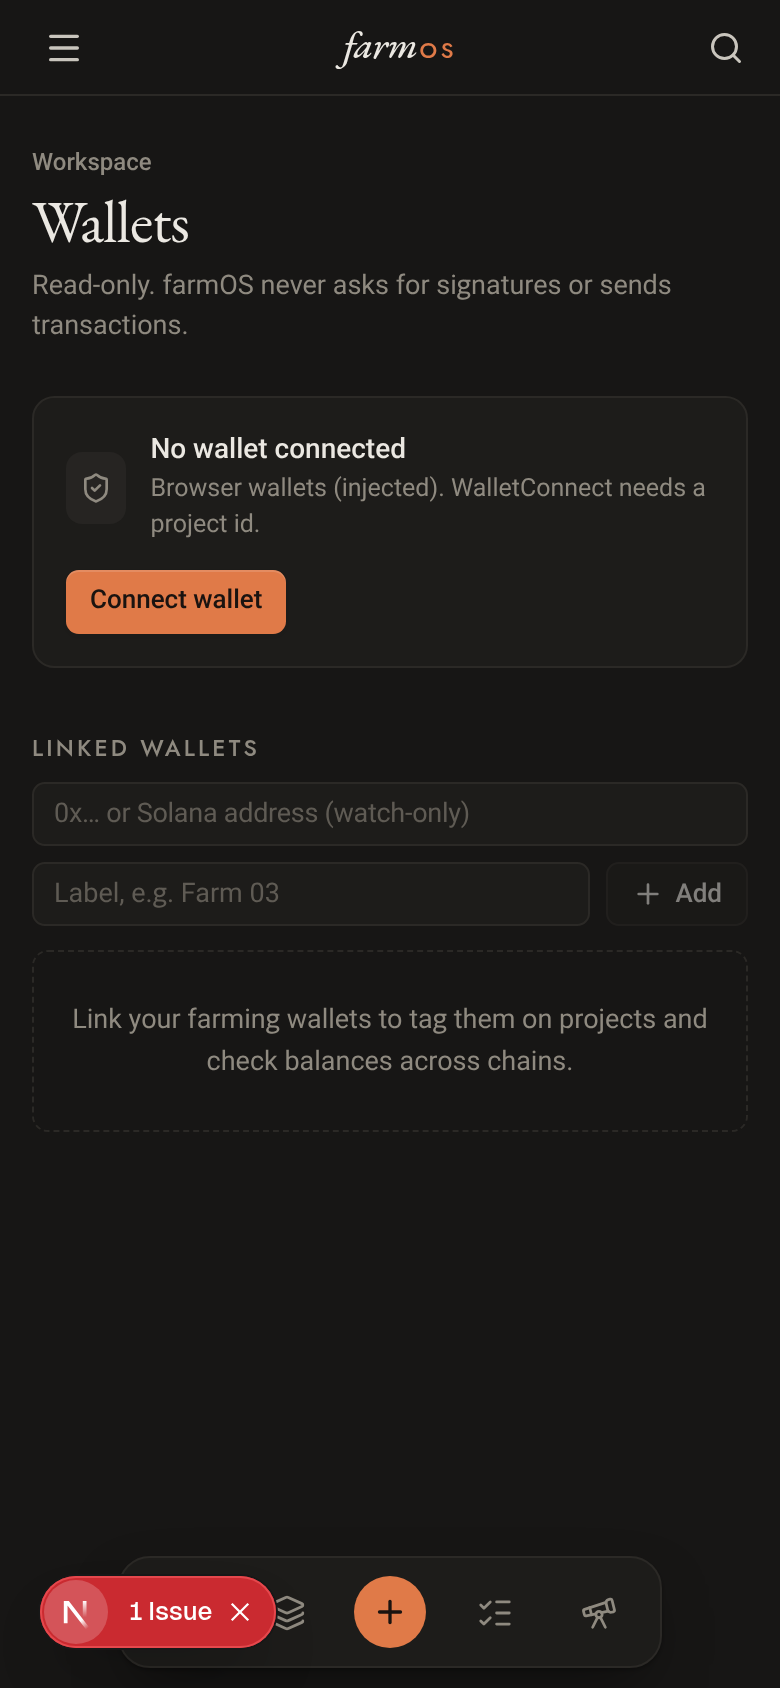 farmos
Workspace
Wallets
Read-only. farmOS never asks for signatures or sends
transactions.
No wallet connected
Browser wallets (injected). WalletConnect needs a
project id.
Connect wallet
LINKED WALLETS
0x... or Solana address (watch-only)
Label, e.g. Farm 03
Add
Link your farming wallets to tag them on projects and
check balances across chains.
N
1 Issue